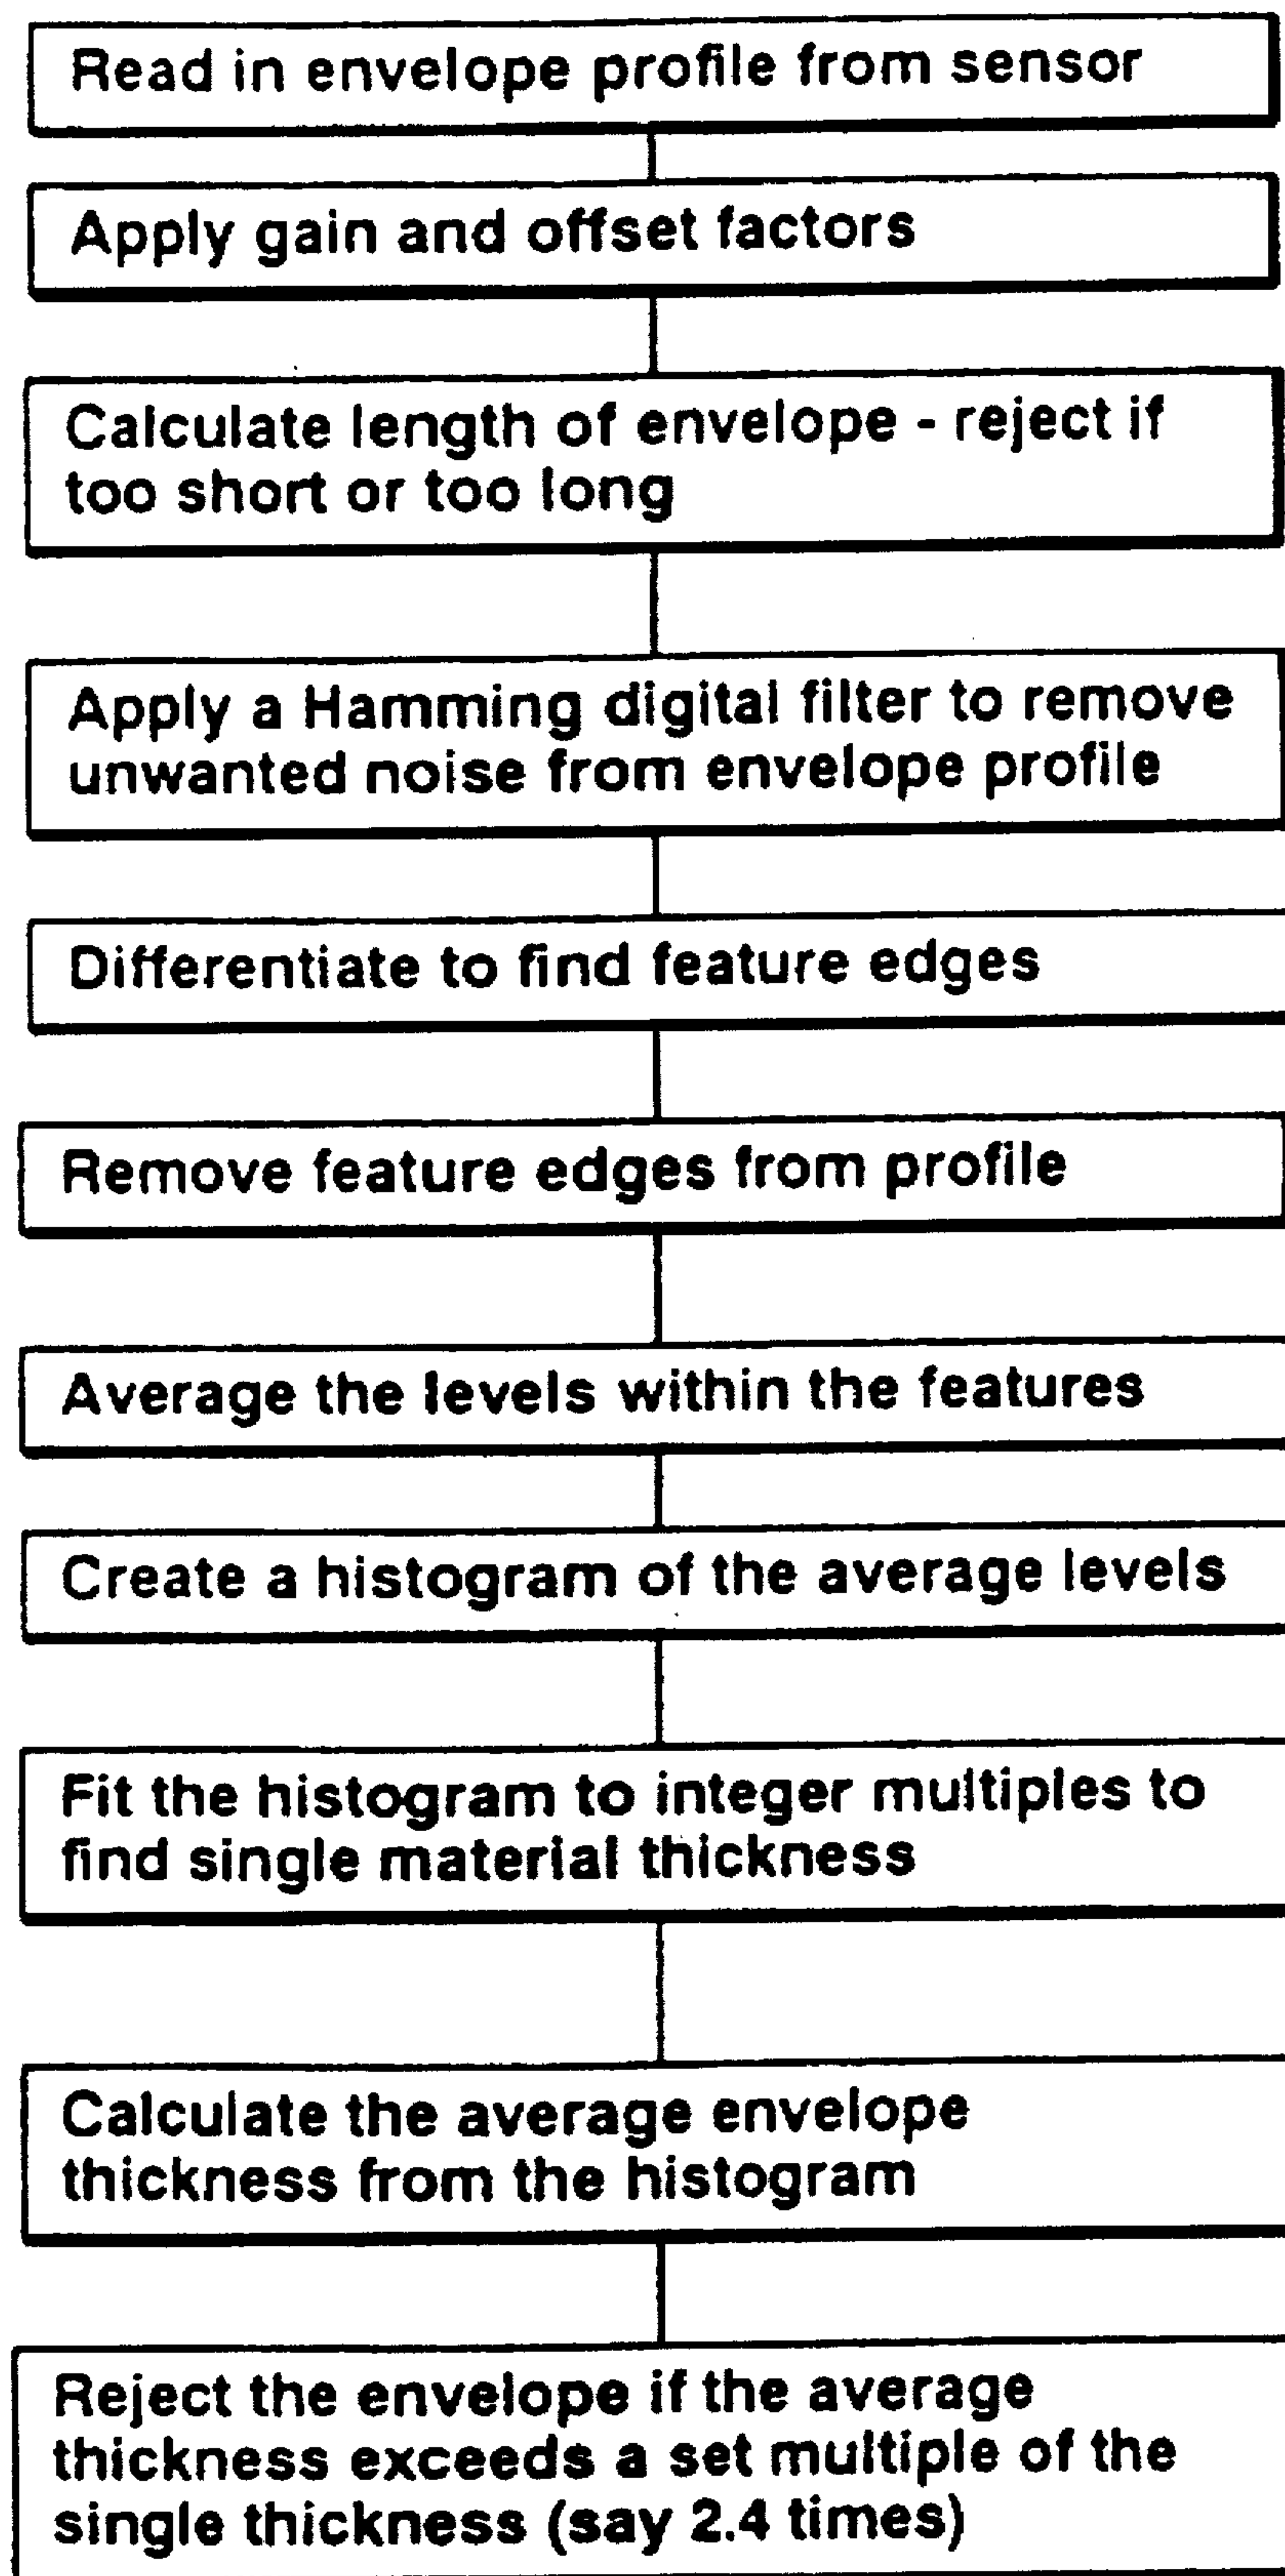 Read in envelope profile from sensor
Apply gain and offset factors
Calculate length of envelope - reject if
too short or too long
Apply a Hamming digital filter to remove
unwanted noise from envelope profile
Differentiate to find feature edges
Remove feature edges from profile
Average the levels within the features
Create a histogram of the average levels
Fit the histogram to integer multiples to
find single material thickness
Calculate the average envelope
thickness from the histogram
Reject the envelope if the average
thickness exceeds a set multiple of the
single thickness (say 2.4 times)